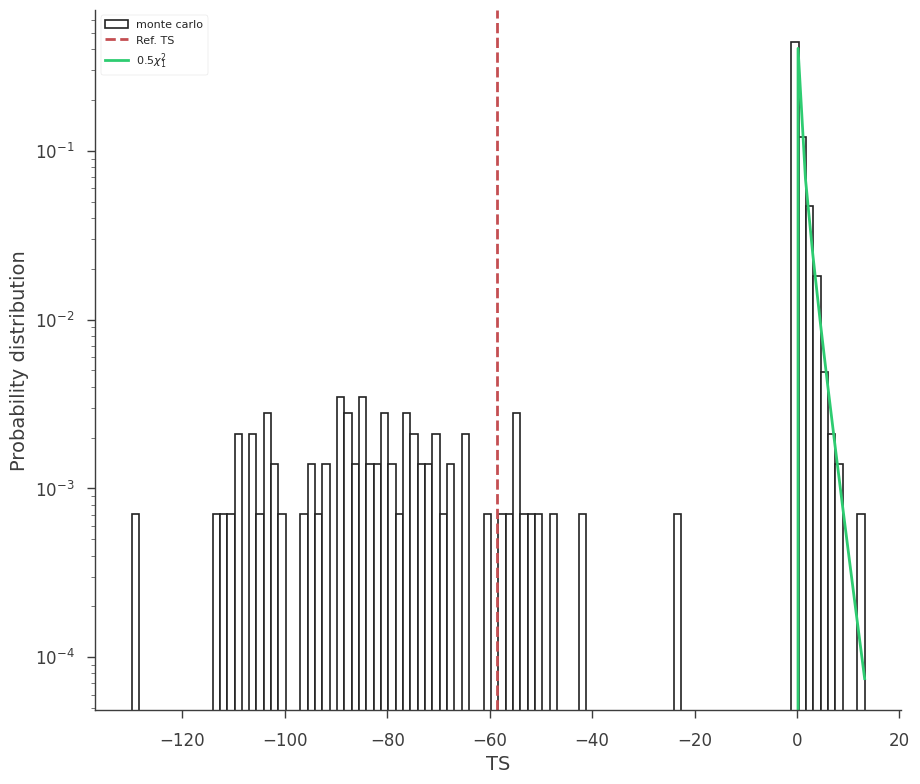 monte carlo
Ref. TS
0.5χ₁²
Probability distribution
10⁻¹
10⁻²
10⁻³
10⁻⁴
−120 −100 −80 −60 −40 −20 0 20
TS